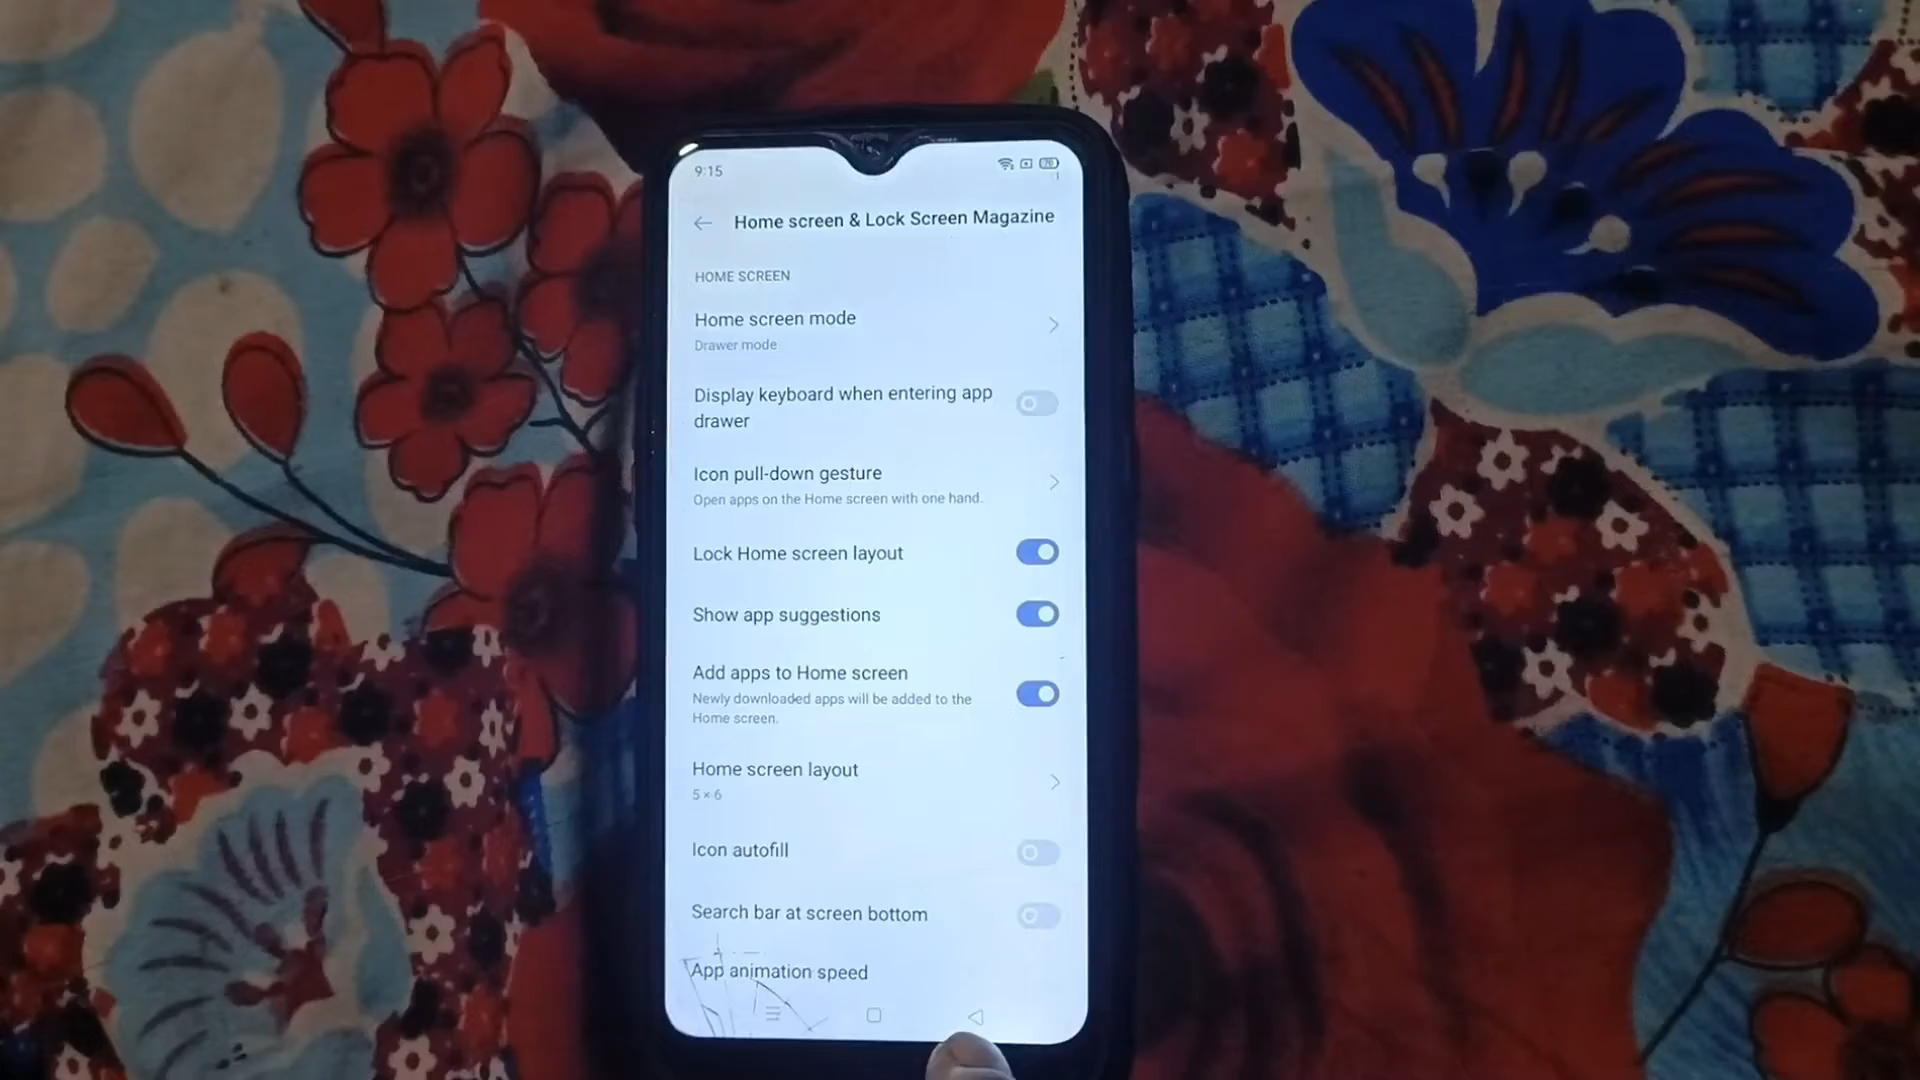 9:15
70
Home screen & Lock Screen Magazine
HOME SCREEN
Home screen mode
Drawer mode
Display keyboard when entering app
drawer
Icon pull-down gesture
Open apps on the Home screen with one hand.
Lock Home screen layout
Show app suggestions
Add apps to Home screen
Newly downloaded apps will be added to the
Home screen.
Home screen layout
5 × 6
Icon autofill
Search bar at screen bottom
App animation speed